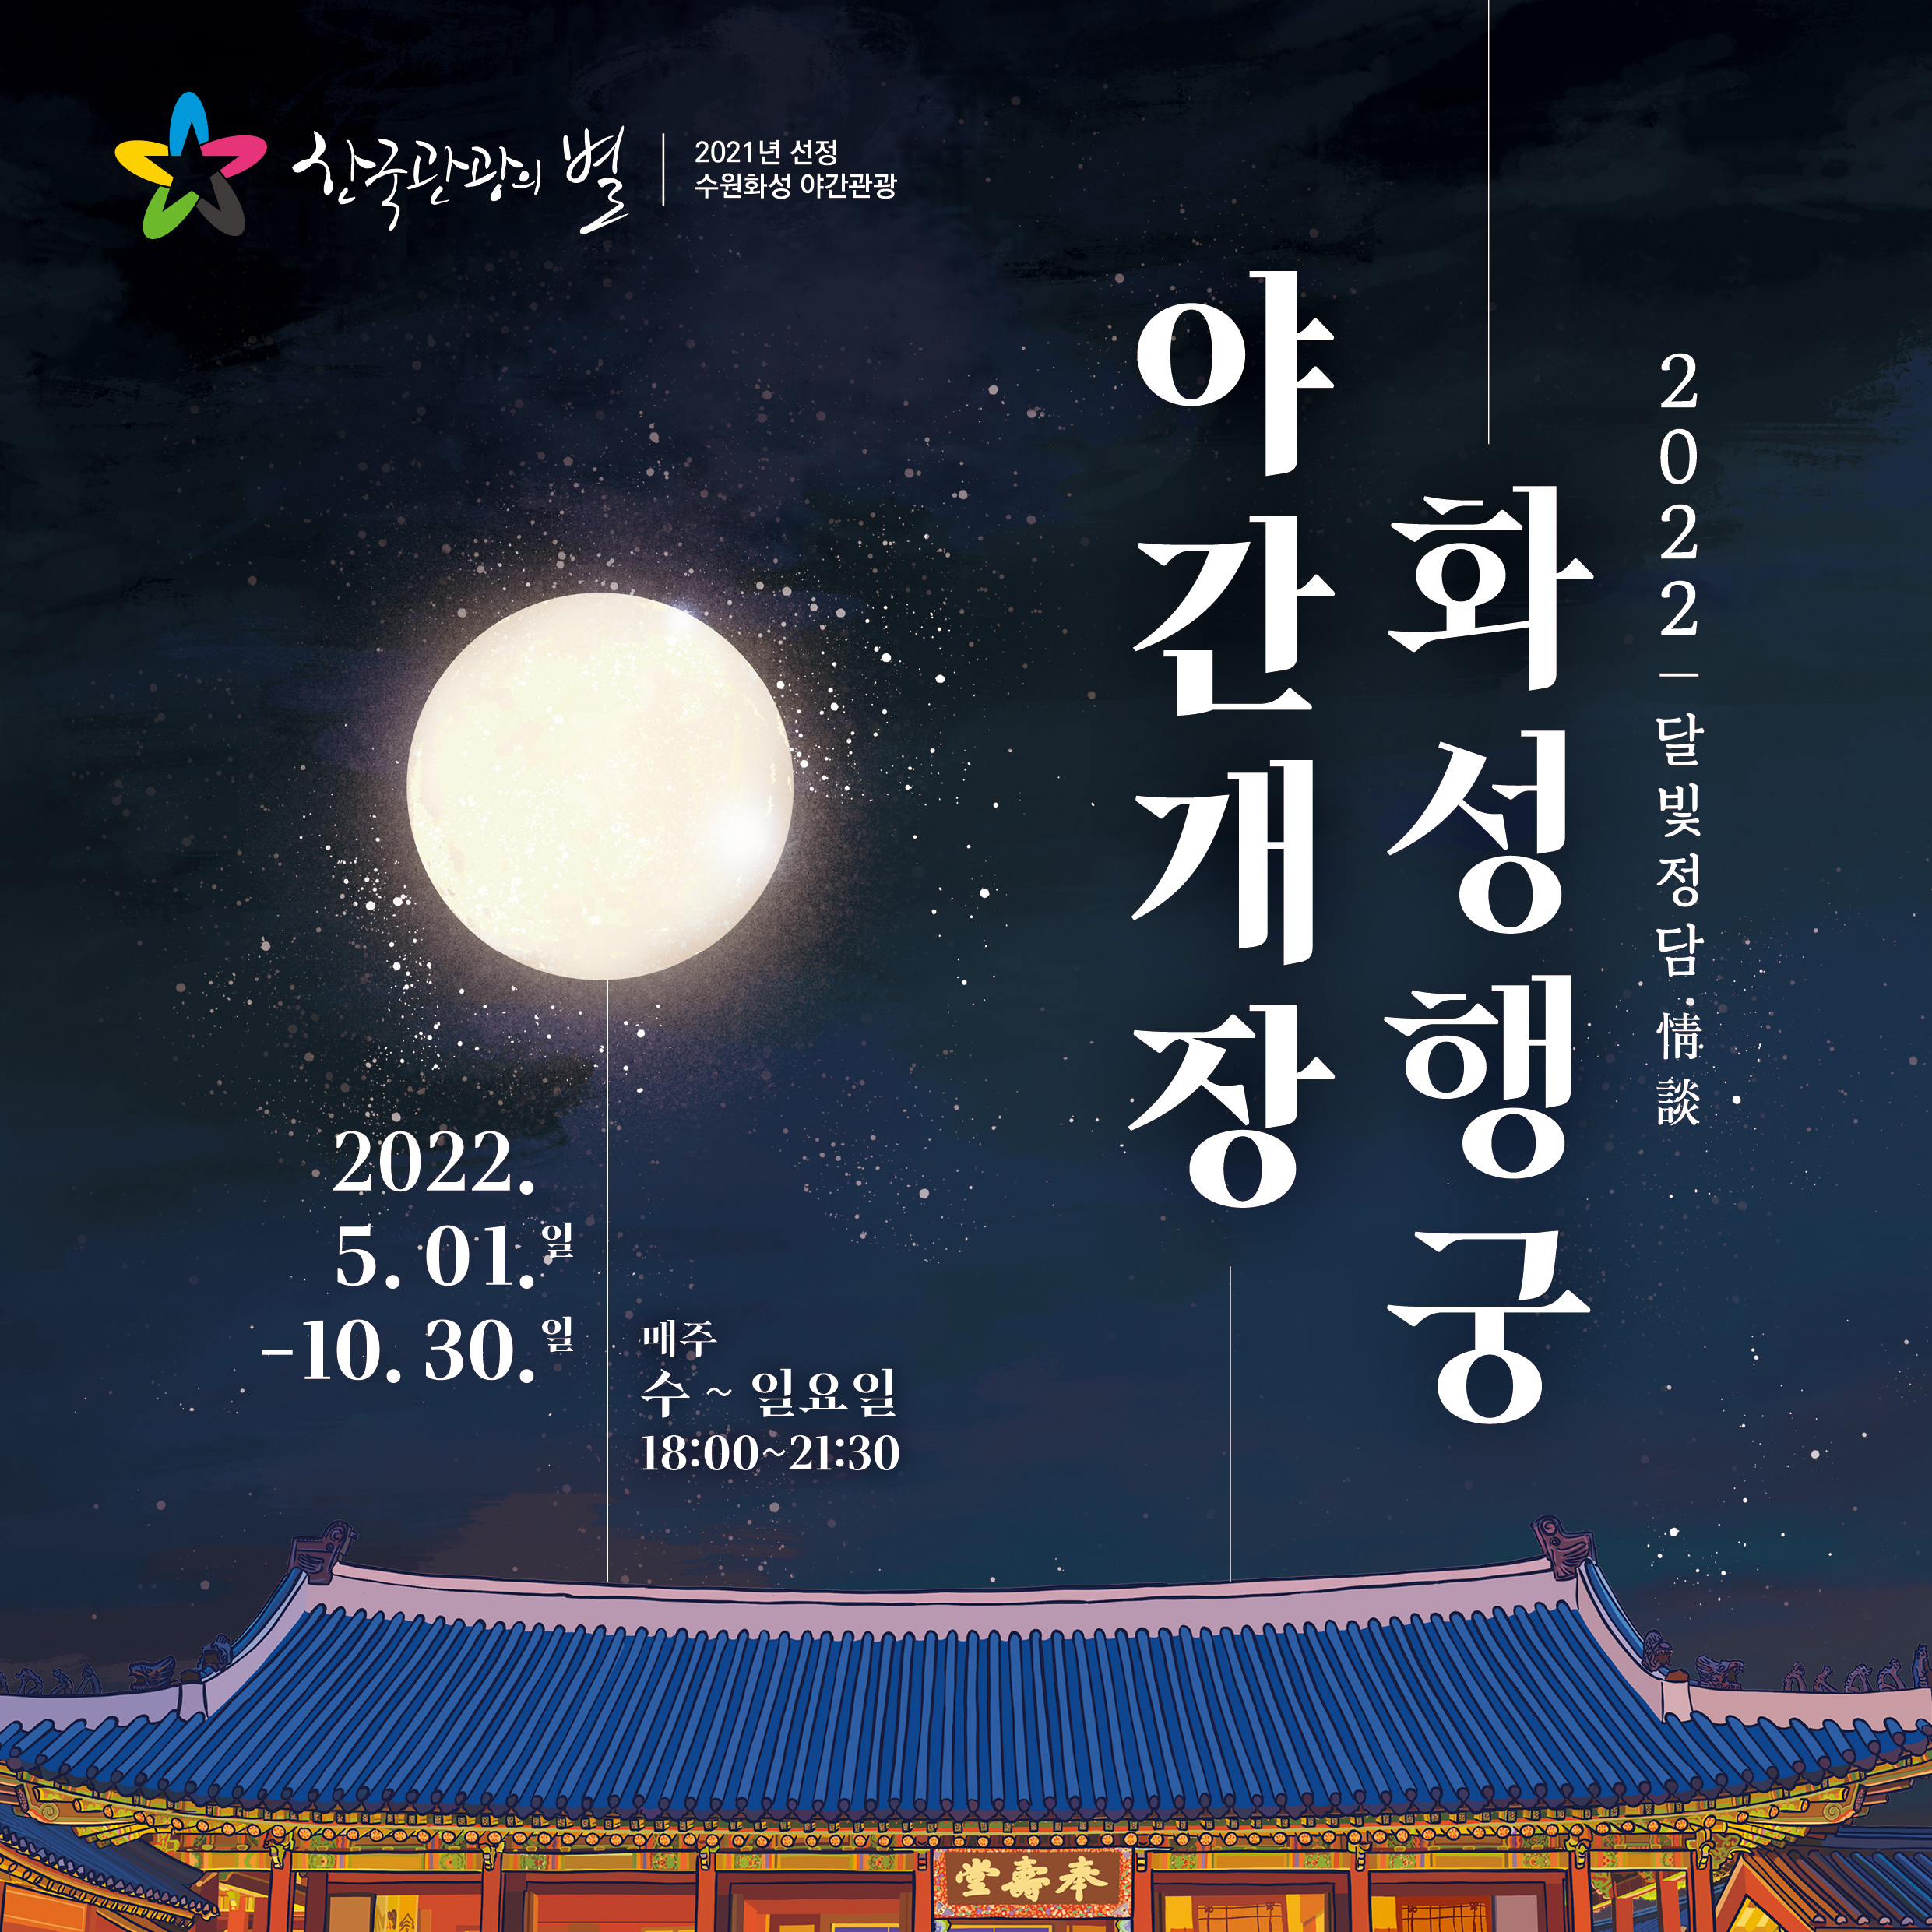 한국관광의 별
2021년 선정
수원화성 야간관광
2022 – 달빛정담 情談
화성행궁
야간개장
2022.
5. 01. 일
–10. 30. 일
매주
수 ~ 일요일
18:00~21:30
堂壽奉